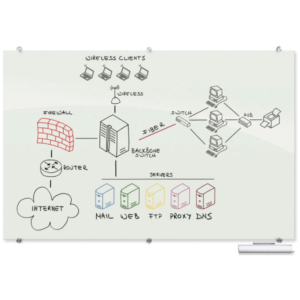 WIRELESS CLIENTS
WIRELESS
FIREWALL
FIBER
SWITCH
HUB
BACKBONE
SWITCH
ROUTER
INTERNET
SERVERS
MAIL WEB FTP PROXY DNS